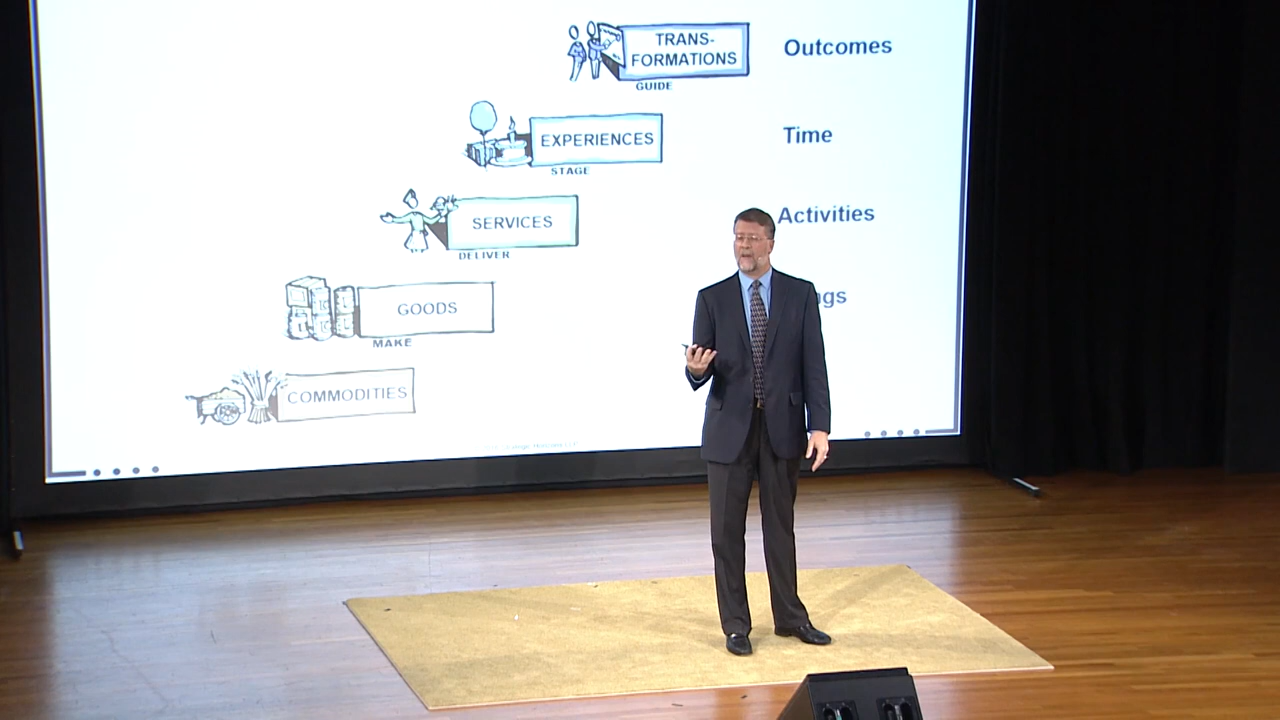 TRANS-
FORMATIONS
GUIDE
Outcomes
EXPERIENCES
STAGE
Time
SERVICES
DELIVER
Activities
GOODS
MAKE
COMMODITIES